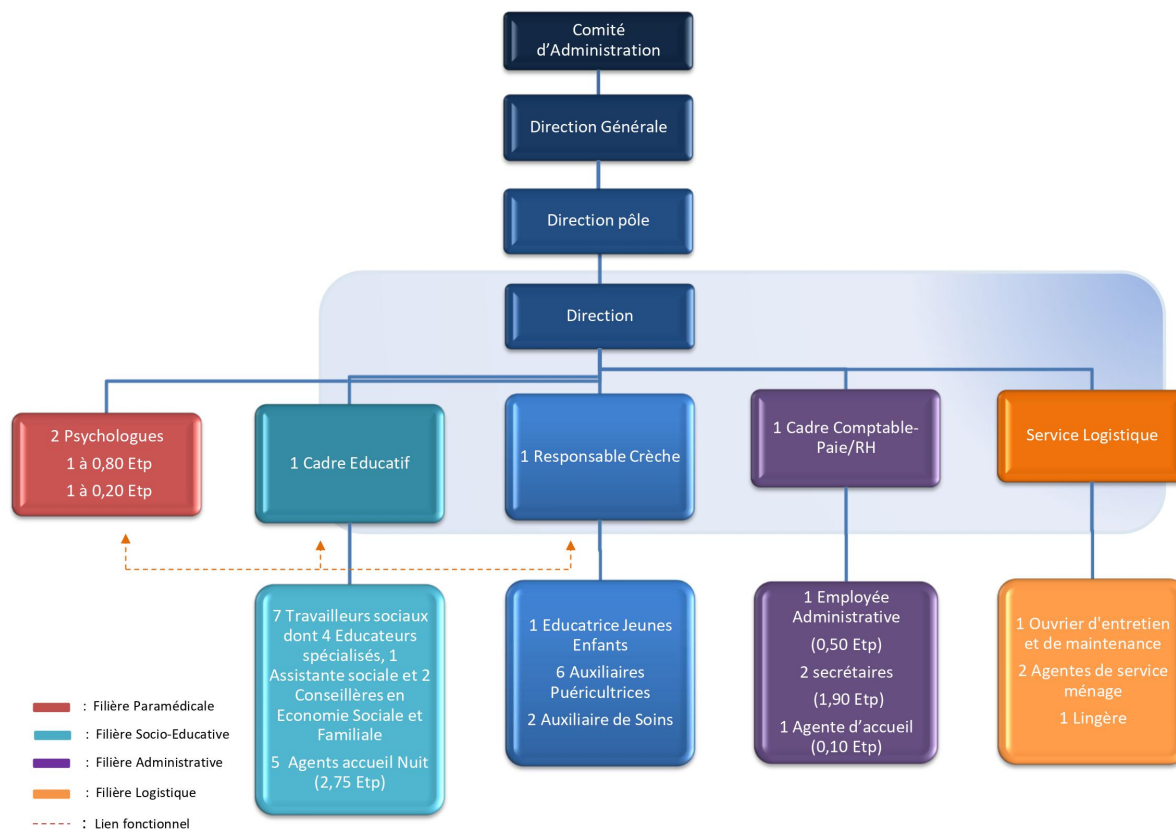 Comité
d’Administration
Direction Générale
Direction pôle
Direction
2 Psychologues
1 à 0,80 Etp
1 à 0,20 Etp
1 Cadre Educatif
1 Responsable Crèche
1 Cadre Comptable-
Paie/RH
Service Logistique
7 Travailleurs sociaux
dont 4 Educateurs
spécialisés, 1
Assistante sociale et 2
Conseillères en
Economie Sociale et
Familiale
5 Agents accueil Nuit
(2,75 Etp)
1 Educatrice Jeunes
Enfants
6 Auxiliaires
Puéricultrices
2 Auxiliaire de Soins
1 Employée
Administrative
(0,50 Etp)
2 secrétaires
(1,90 Etp)
1 Agente d’accueil
(0,10 Etp)
1 Ouvrier d'entretien
et de maintenance
2 Agentes de service
ménage
1 Lingère
: Filière Paramédicale
: Filière Socio-Educative
: Filière Administrative
: Filière Logistique
: Lien fonctionnel